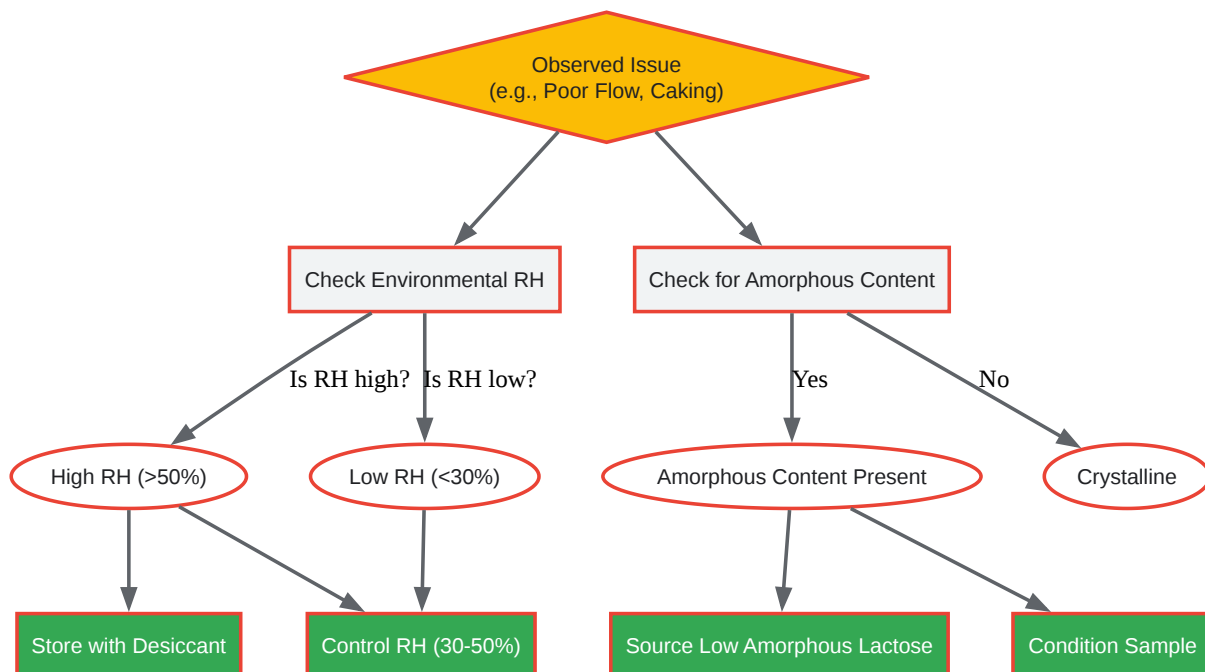 Observed Issue
(e.g., Poor Flow, Caking)
Check Environmental RH
Check for Amorphous Content
Is RH high?
Is RH low?
Yes
No
High RH (>50%)
Low RH (<30%)
Amorphous Content Present
Crystalline
Store with Desiccant
Control RH (30-50%)
Source Low Amorphous Lactose
Condition Sample